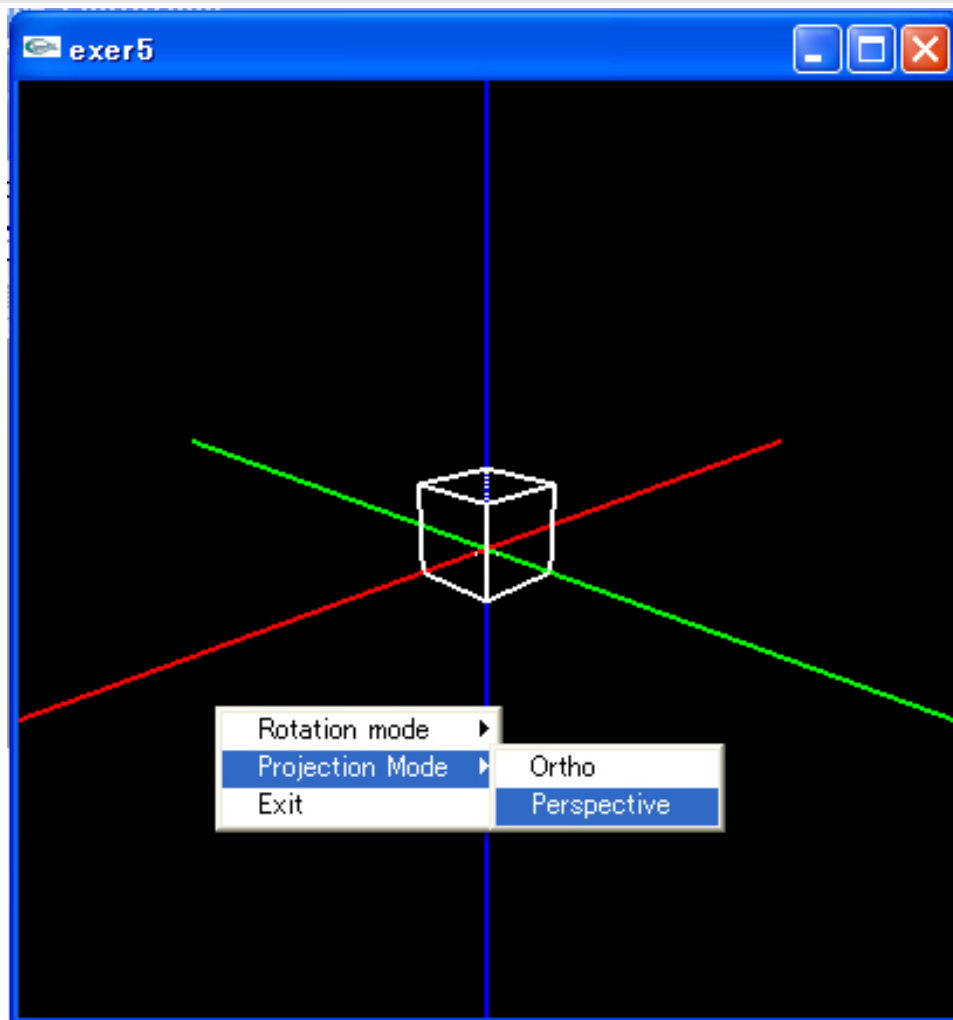 exer5
Rotation mode
Projection Mode
Ortho
Exit
Perspective